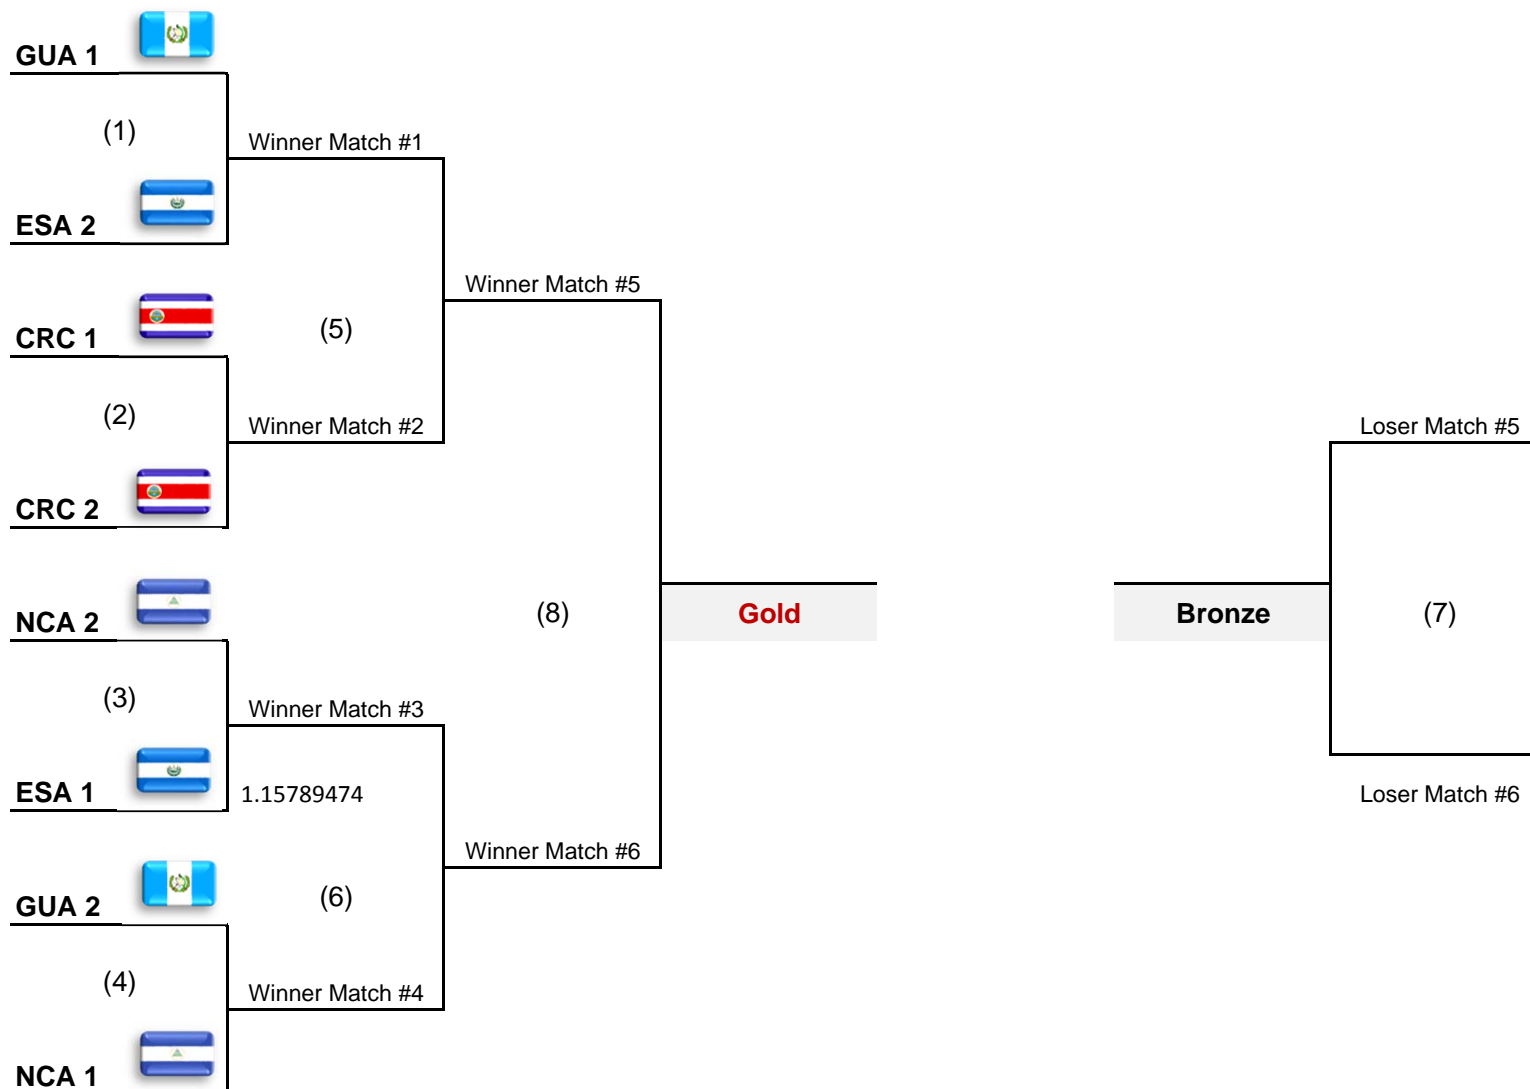 GUA 1
(1)
Winner Match #1
ESA 2
Winner Match #5
CRC 1
(5)
(2)
Winner Match #2
Loser Match #5
CRC 2
NCA 2
(8)
Gold
Bronze
(7)
(3)
Winner Match #3
ESA 1
1.15789474
Loser Match #6
Winner Match #6
GUA 2
(6)
(4)
Winner Match #4
NCA 1